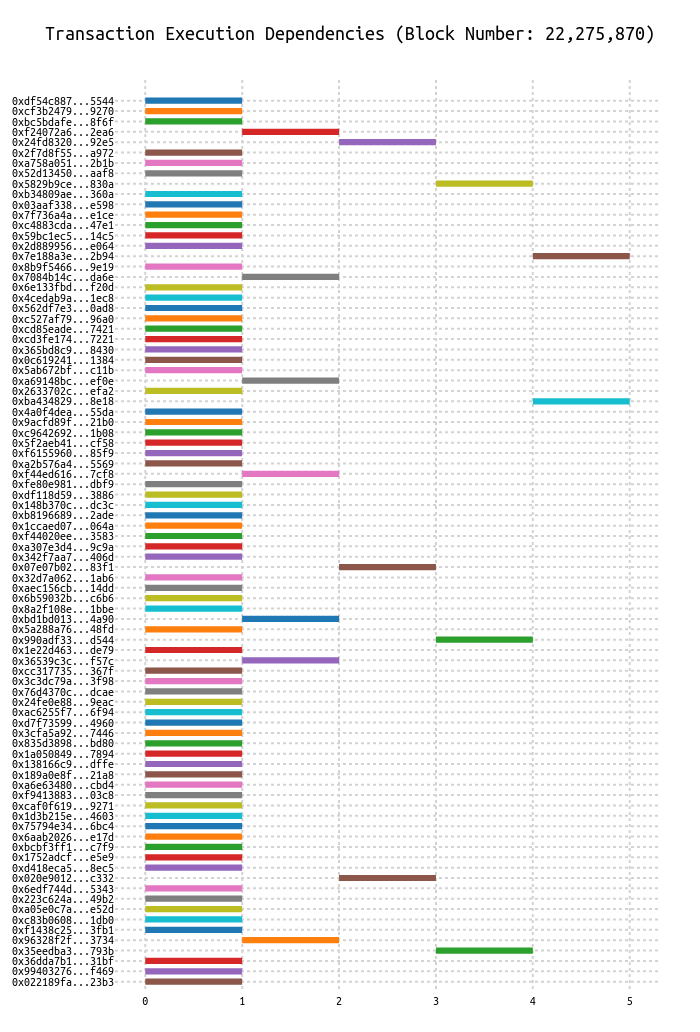 Transaction Execution Dependencies (Block Number: 22,275,870)
0xdf54c887...5544
0xcf3b2479...9270
0xbc5bdafe...8f6f
0xf24072a6...2ea6
0x24fd8320...92e5
0x2f7d8f55...a972
0xa758a051...2b1b
0x52d13450...aaf8
0x5829b9ce...830a
0xb34809ae...360a
0x03aaf338...e598
0x7f736a4a...e1ce
0xc4883cda...47e1
0x59bc1ec5...14c5
0x2d889956...e064
0x7e188a3e...2b94
0x8b9f5466...9e19
0x7084b14c...da6e
0x6e133fbd...f20d
0x4cedab9a...1ec8
0x562df7e3...0ad8
0xc527af79...96a0
0xcd85eade...7421
0xcd3fe174...7221
0x365bd8c9...8430
0x0c619241...1384
0x5ab672bf...c11b
0xa69148bc...ef0e
0x2633702c...efa2
0xba434829...8e18
0x4a0f4dea...55da
0x9acfd89f...21b0
0xc9642692...1b08
0x5f2aeb41...cf58
0xf6155960...85f9
0xa2b576a4...5569
0xf44ed616...7cf8
0xfe80e981...dbf9
0xdf118d59...3886
0x148b370c...dc3c
0xb8196689...2ade
0x1ccaed07...064a
0xf44020ee...3583
0xa307e3d4...9c9a
0x342f7aa7...406d
0x07e07b02...83f1
0x32d7a062...1ab6
0xaec156cb...14dd
0x6b59032b...c6b6
0x8a2f108e...1bbe
0xbd1bd013...4a90
0x5a288a76...48fd
0x990adf33...d544
0x1e22d463...de79
0x36539c3c...f57c
0xcc317735...367f
0x3c3dc79a...3f98
0x76d4370c...dcae
0x24fe0e88...9eac
0xac6255f7...6f94
0xd7f73599...4960
0x3cfa5a92...7446
0x835d3898...bd80
0x1a050849...7894
0x138166c9...dffe
0x189a0e8f...21a8
0xa6e63480...cbd4
0xf9413883...03c8
0xcaf0f619...9271
0x1d3b215e...4603
0x75794e34...6bc4
0x6aab2026...e17d
0xbcbf3ff1...c7f9
0x1752adcf...e5e9
0xd418eca5...8ec5
0x020e9012...c332
0x6edf744d...5343
0x223c624a...49b2
0xa05e0c7a...e52d
0xc83b0608...1db0
0xf1438c25...3fb1
0x96328f2f...3734
0x35eedba3...793b
0x36dda7b1...31bf
0x99403276...f469
0x022189fa...23b3
0 1 2 3 4 5